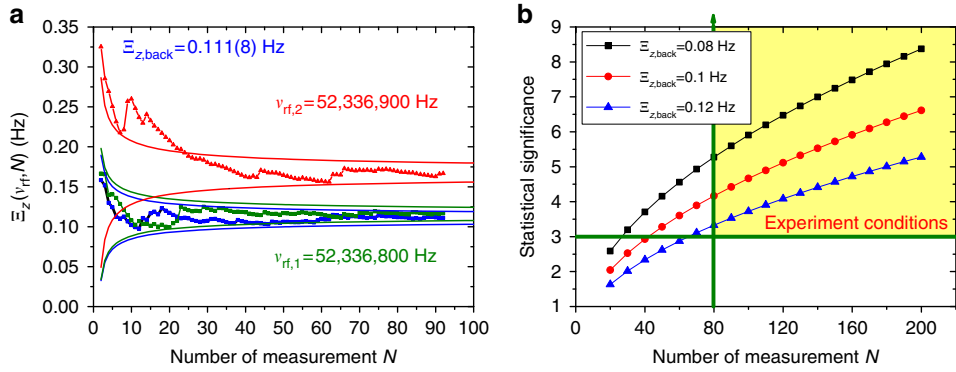 a
0.35
0.30
0.25
0.20
0.15
0.10
0.05
0.00
Ξz,back=0.111(8) Hz
νrf,2=52,336,900 Hz
νrf,1=52,336,800 Hz
Ξz(νrf,N) (Hz)
0 10 20 30 40 50 60 70 80 90 100
Number of measurement N
b
9
8
7
6
5
4
3
2
1
Ξz,back=0.08 Hz
Ξz,back=0.1 Hz
Ξz,back=0.12 Hz
Experiment conditions
Statistical significance
0 40 80 120 160 200
Number of measurement N